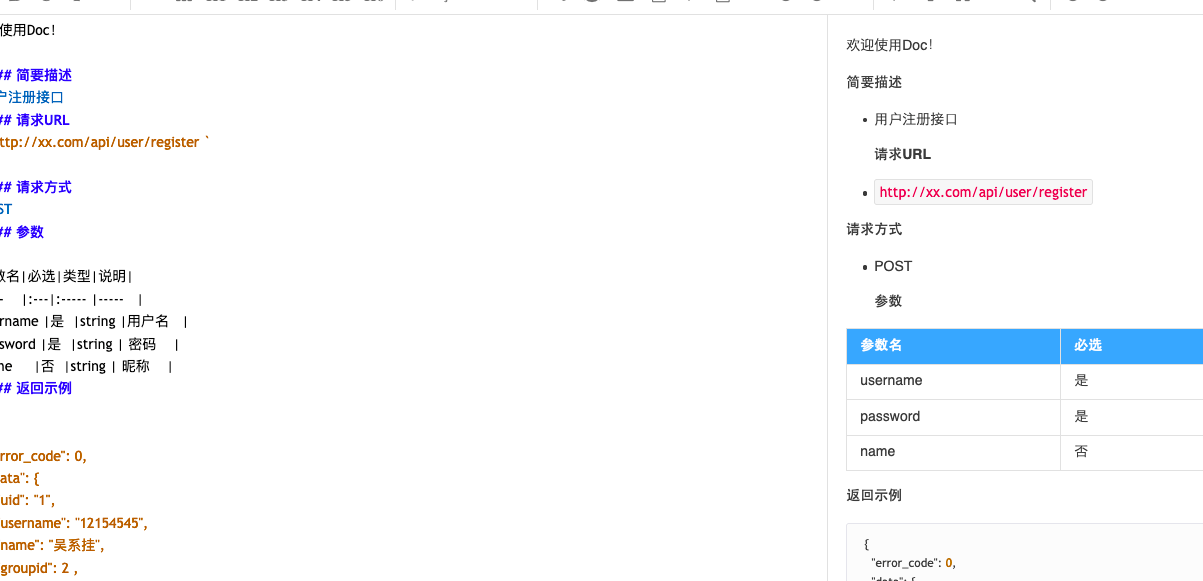 使用Doc!
## 简要描述
户注册接口
## 请求URL
ttp://xx.com/api/user/register `
## 请求方式
ST
## 参数
数名|必选|类型|说明|
- |:---|:----- |----- |
rname |是 |string |用户名 |
sword |是 |string | 密码 |
me |否 |string | 昵称 |
## 返回示例
rror_code": 0,
ata": {
uid": "1",
username": "12154545",
name": "吴系挂",
groupid": 2 ,
欢迎使用Doc!
简要描述
• 用户注册接口
请求URL
• http://xx.com/api/user/register
请求方式
• POST
参数
参数名 必选
username 是
password 是
name 否
返回示例
{
"error_code": 0,
"data": {